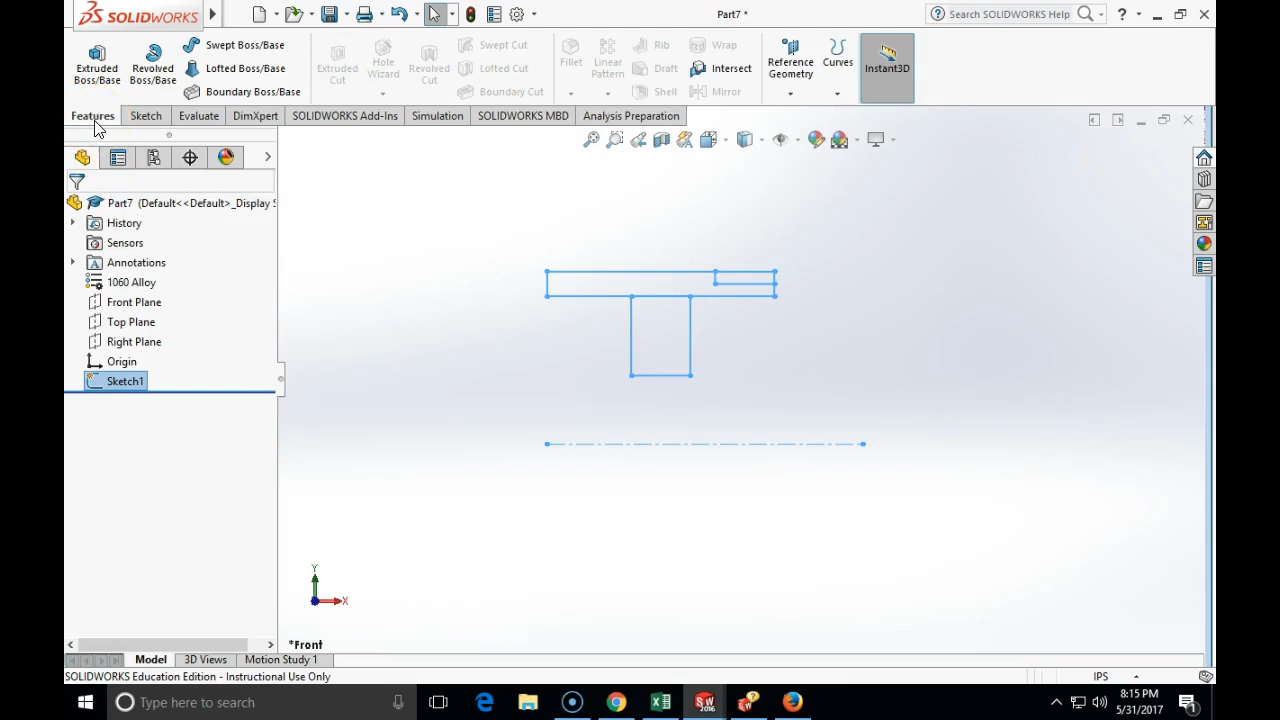 SOLIDWORKS
Part7 *
Search SOLIDWORKS Help
?
Extruded Boss/Base
Revolved Boss/Base
Swept Boss/Base
Lofted Boss/Base
Boundary Boss/Base
Extruded Cut
Hole Wizard
Revolved Cut
Swept Cut
Lofted Cut
Boundary Cut
Fillet
Linear Pattern
Rib
Draft
Shell
Wrap
Intersect
Mirror
Reference Geometry
Curves
Instant3D
Features
Sketch
Evaluate
DimXpert
SOLIDWORKS Add-Ins
Simulation
SOLIDWORKS MBD
Analysis Preparation
Part7 (Default<<Default>_Display S
History
Sensors
A
Annotations
1060 Alloy
Front Plane
Top Plane
Right Plane
Origin
Sketch1
Y
X
*Front
Model
3D Views
Motion Study 1
SOLIDWORKS Education Edition - Instructional Use Only
IPS
Type here to search
SW
2016
8:15 PM
5/31/2017
1